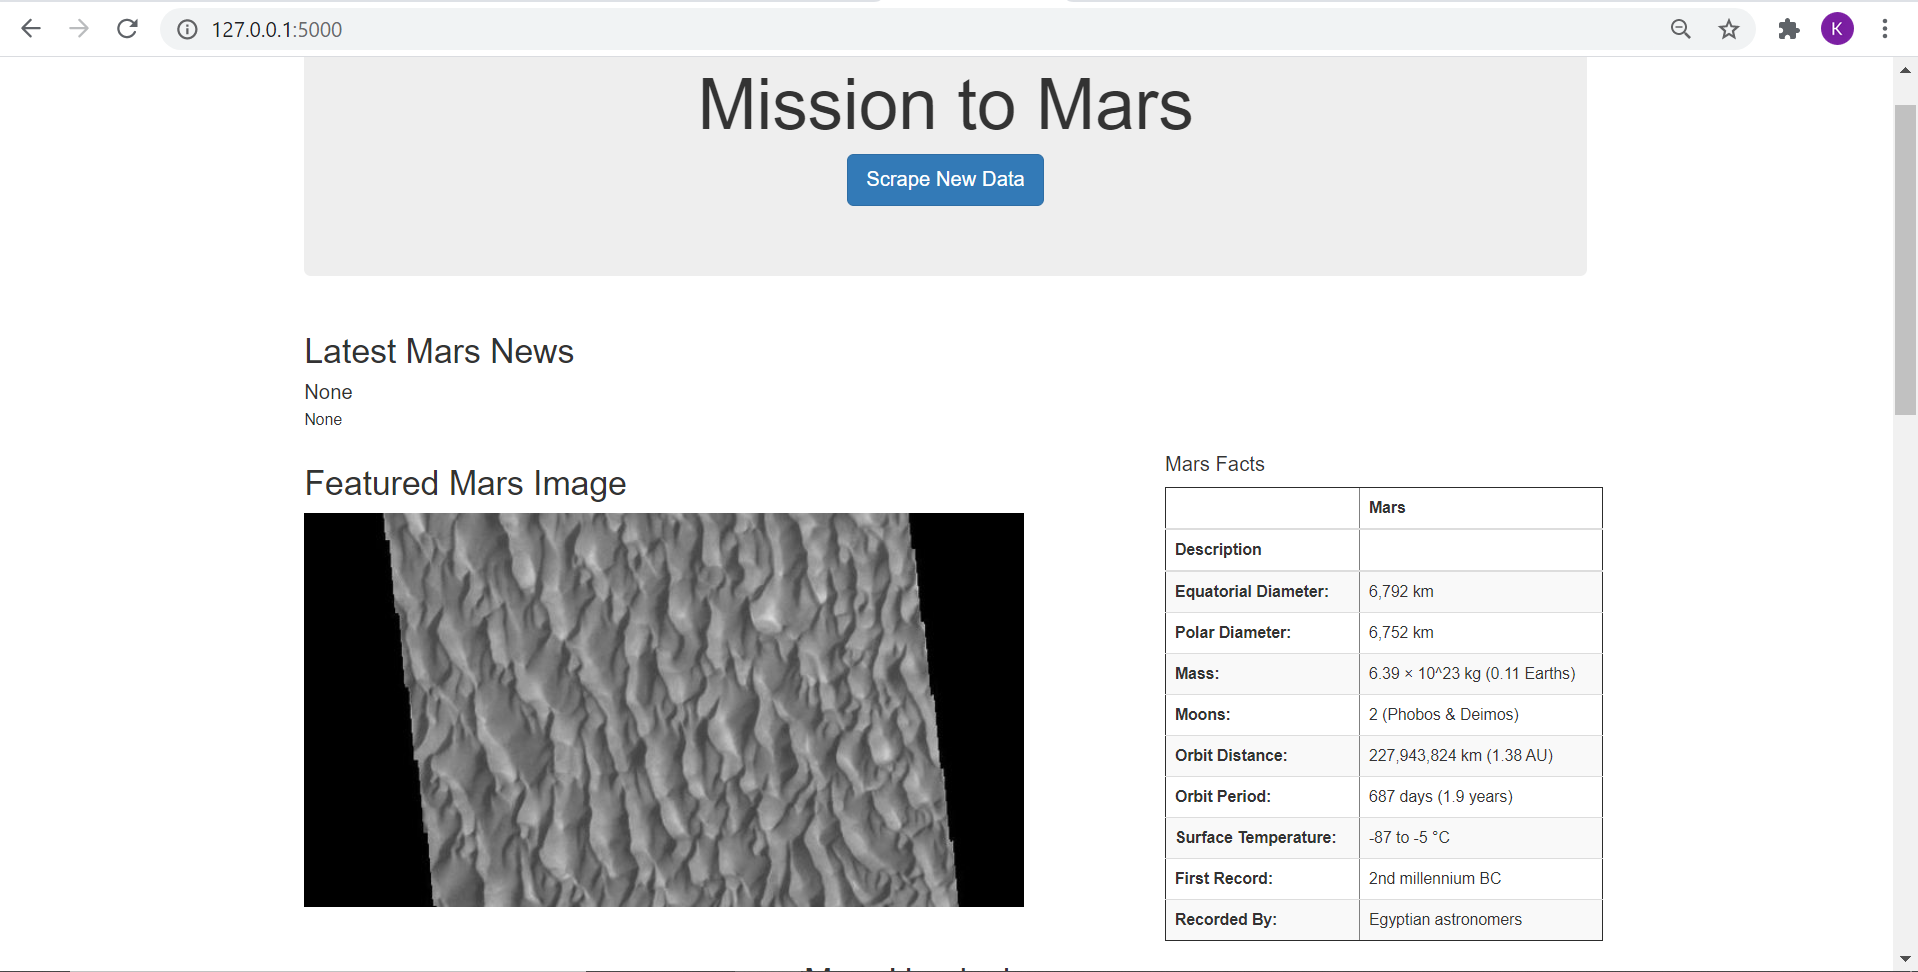 127.0.0.1:5000
K
Mission to Mars
Scrape New Data
Latest Mars News
None
None
Featured Mars Image
Mars Facts
Mars
Description
Equatorial Diameter: 6,792 km
Polar Diameter: 6,752 km
Mass: 6.39 × 10^23 kg (0.11 Earths)
Moons: 2 (Phobos & Deimos)
Orbit Distance: 227,943,824 km (1.38 AU)
Orbit Period: 687 days (1.9 years)
Surface Temperature: -87 to -5 °C
First Record: 2nd millennium BC
Recorded By: Egyptian astronomers